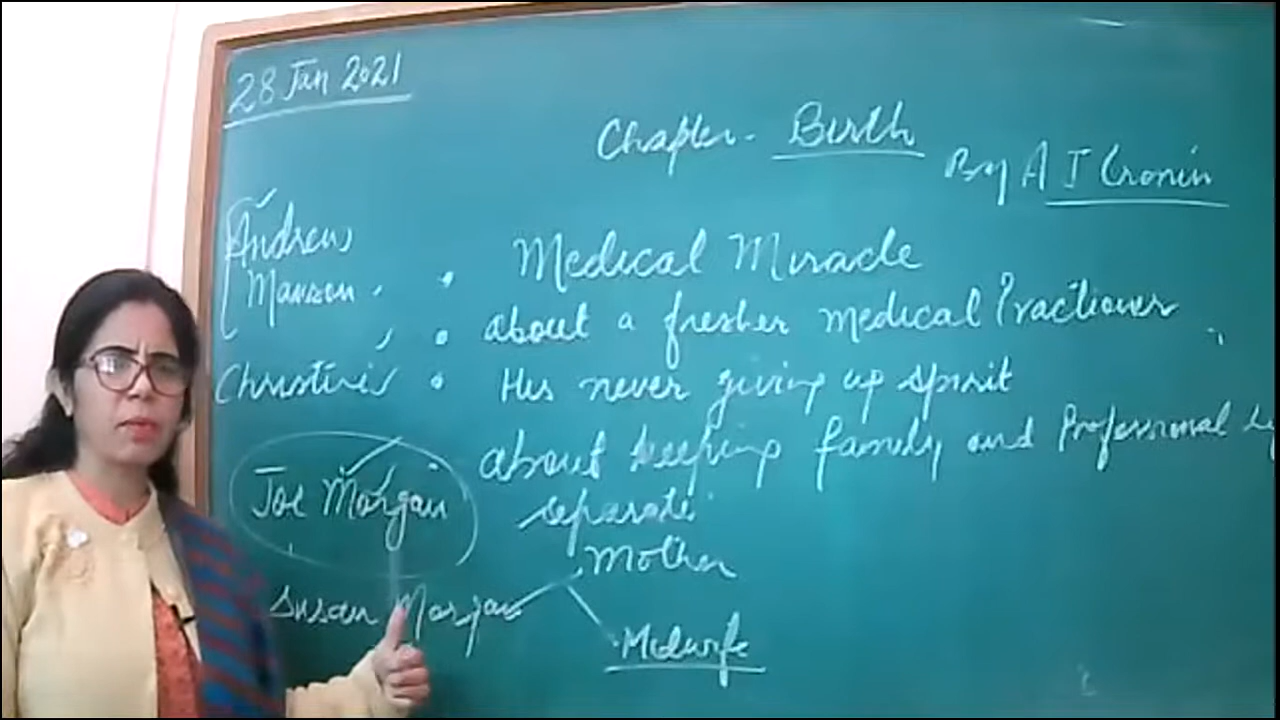 28 Jan 2021
Chapter - Birth
By A J Cronin
Andrew
Manson
Christine
Joe Morgan
Susan Morgan
• Medical Miracle
• about a fresher medical Practioner
• His never giving up spirit
about keeping family and Professional
separate
Mother
Midwife